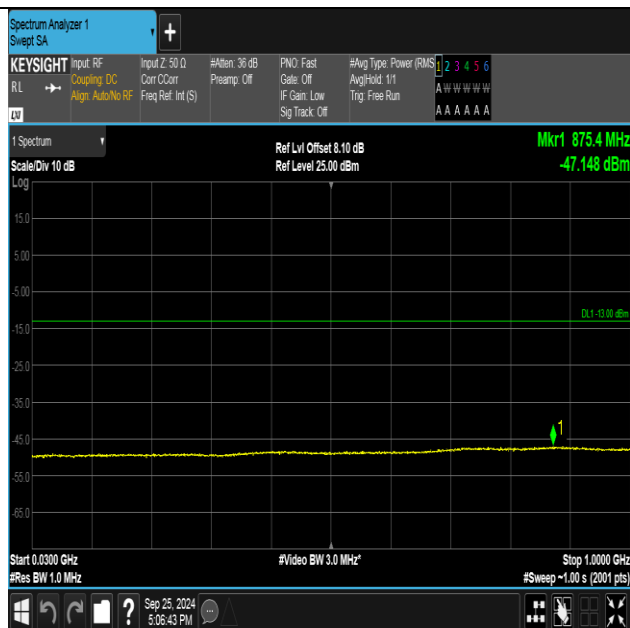 Spectrum Analyzer 1
Swept SA
+
KEYSIGHT
RL
LXI
Input: RF
Coupling: DC
Align: Auto/No RF
Input Z: 50 Ω
Corr CCorr
Freq Ref: Int (S)
#Atten: 36 dB
Preamp: Off
PNO: Fast
Gate: Off
IF Gain: Low
Sig Track: Off
#Avg Type: Power (RMS
Avg|Hold: 1/1
Trig: Free Run
1 2 3 4 5 6
A W W W W W
A A A A A A
1 Spectrum
Scale/Div 10 dB
Log
Ref Lvl Offset 8.10 dB
Ref Level 25.00 dBm
Mkr1 875.4 MHz
-47.148 dBm
15.0
5.00
-5.00
DL1 -13.00 dBm
-15.0
-25.0
-35.0
1
-45.0
-55.0
-65.0
Start 0.0300 GHz
#Res BW 1.0 MHz
#Video BW 3.0 MHz*
Stop 1.0000 GHz
#Sweep ~1.00 s (2001 pts)
?
Sep 25, 2024
5:06:43 PM